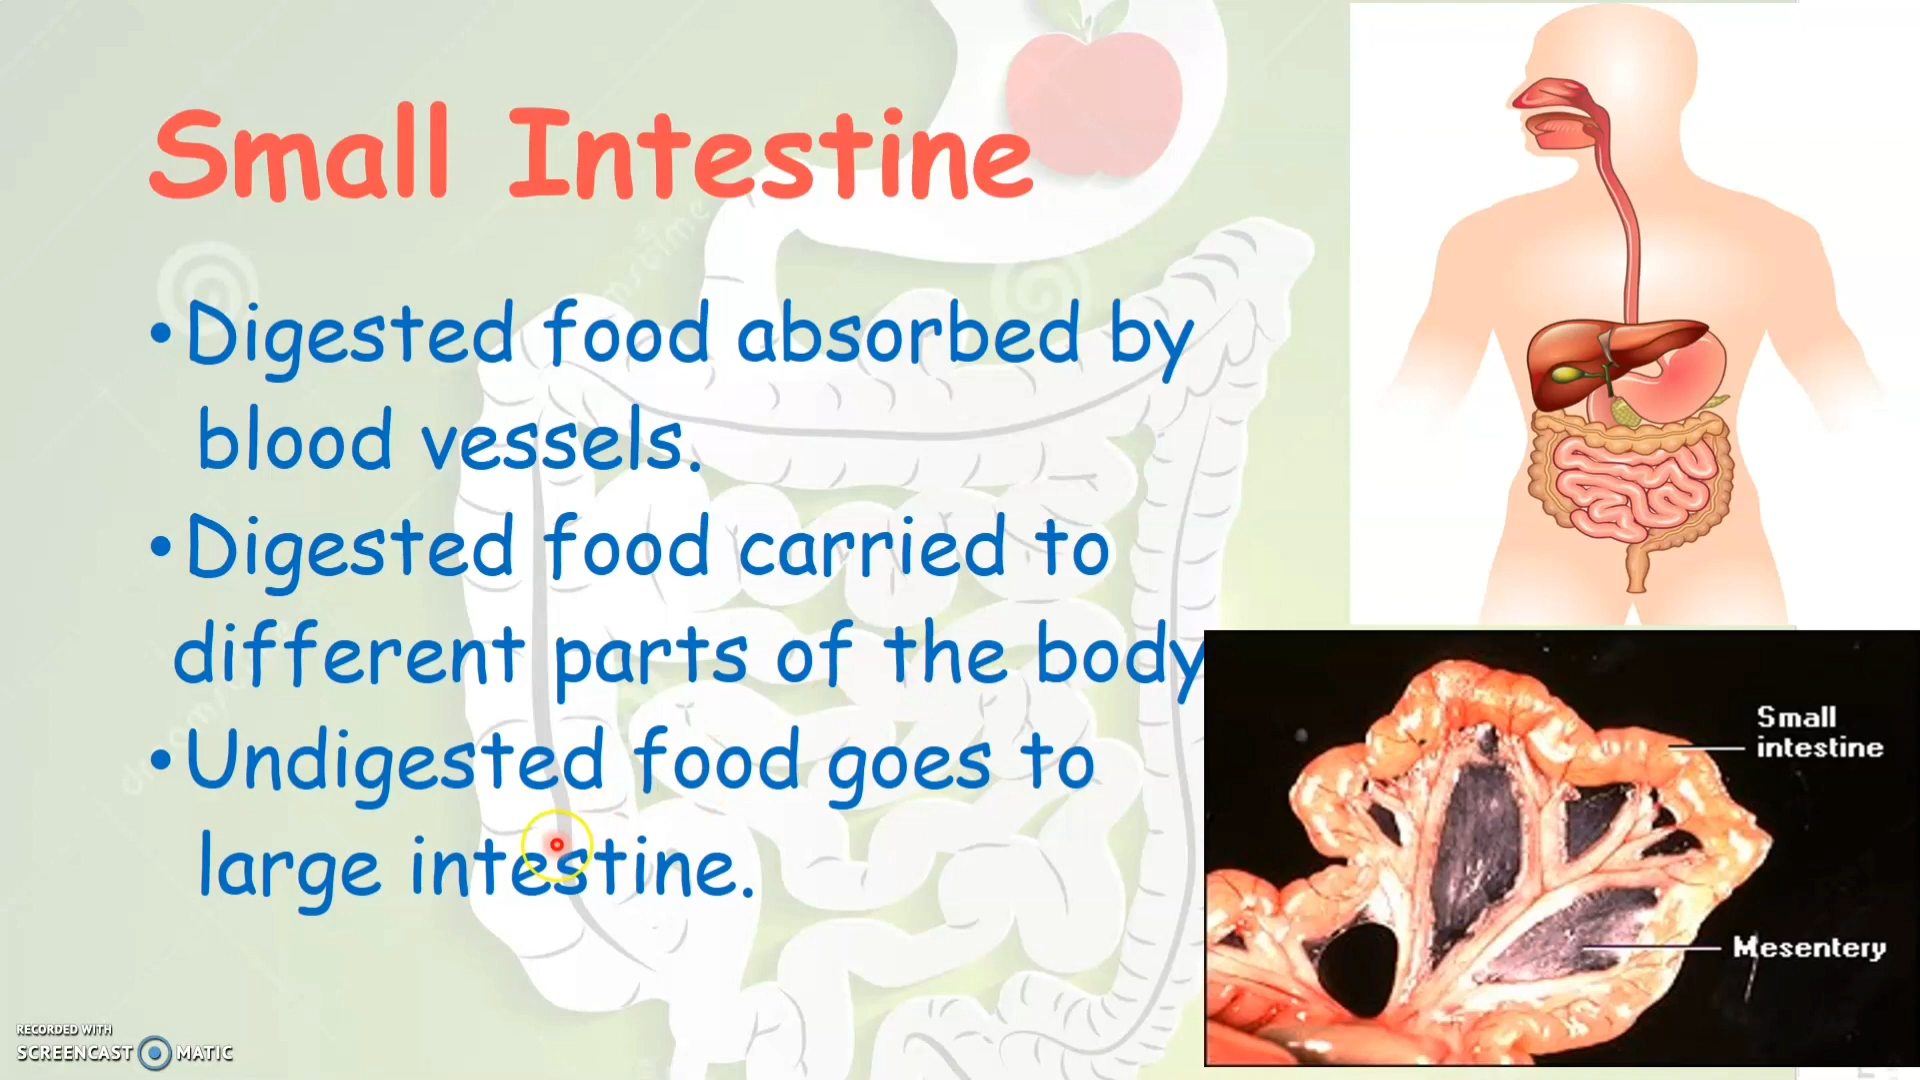 Small Intestine
•Digested food absorbed by
blood vessels.
•Digested food carried to
different parts of the body
•Undigested food goes to
large intestine.
Small
intestine
Mesentery
RECORDED WITH
SCREENCAST MATIC